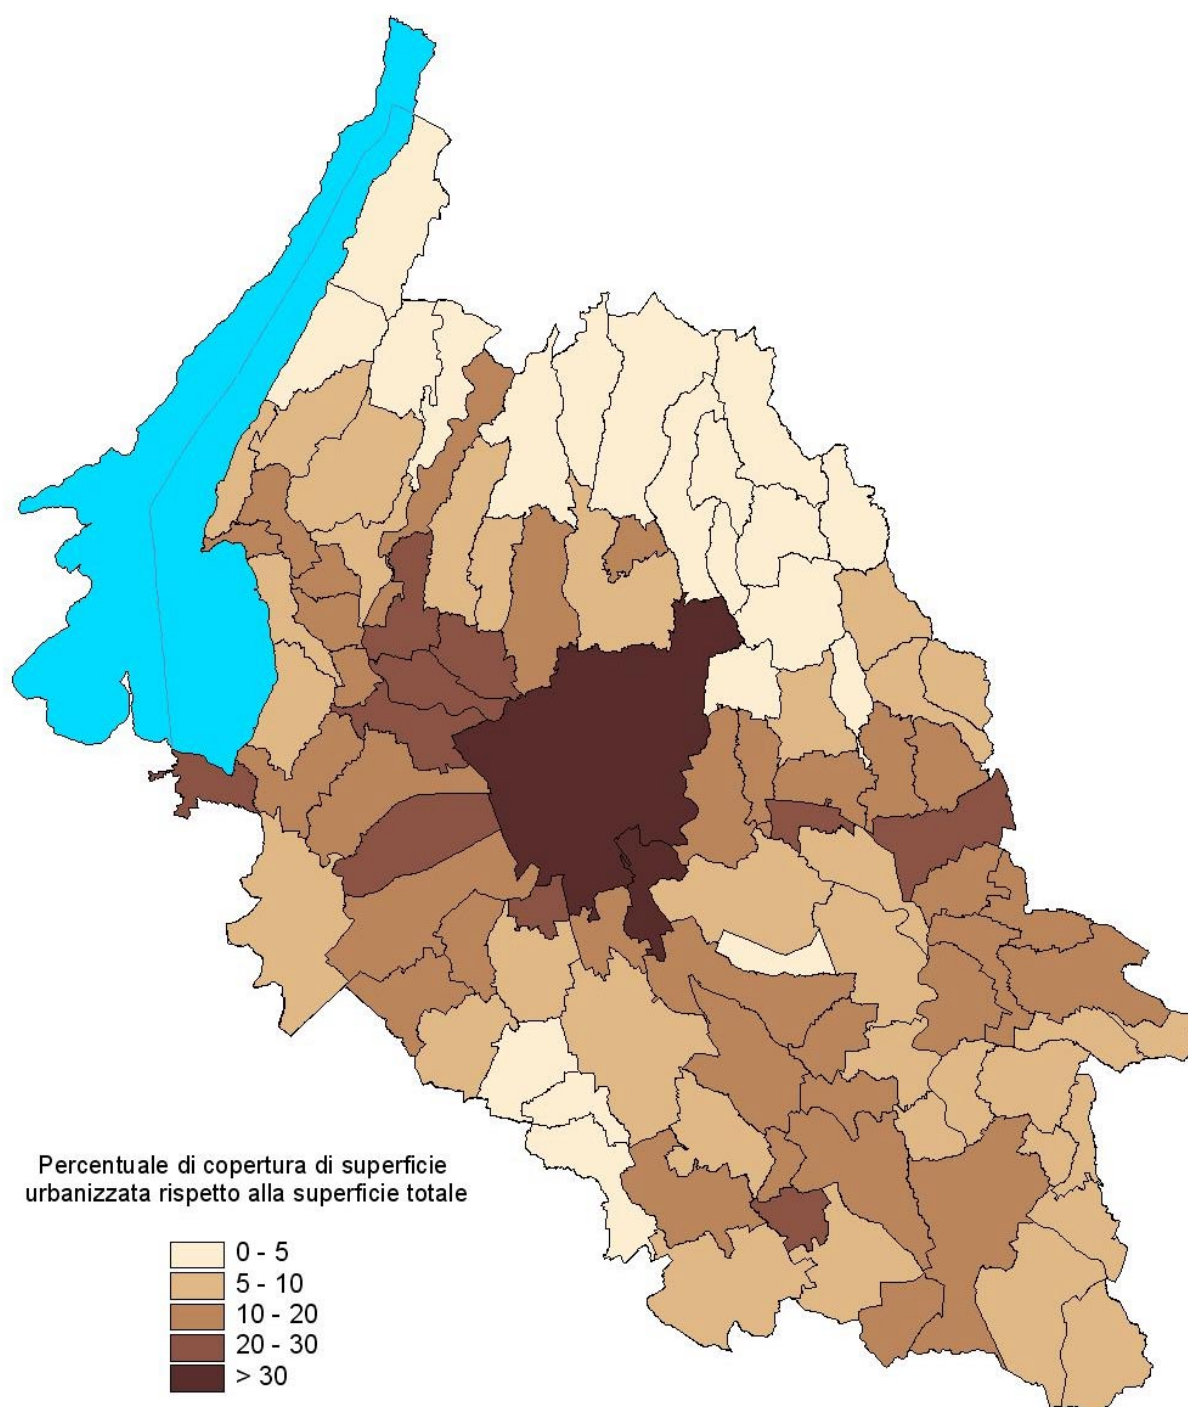 Percentuale di copertura di superficie
urbanizzata rispetto alla superficie totale
0 - 5
5 - 10
10 - 20
20 - 30
> 30